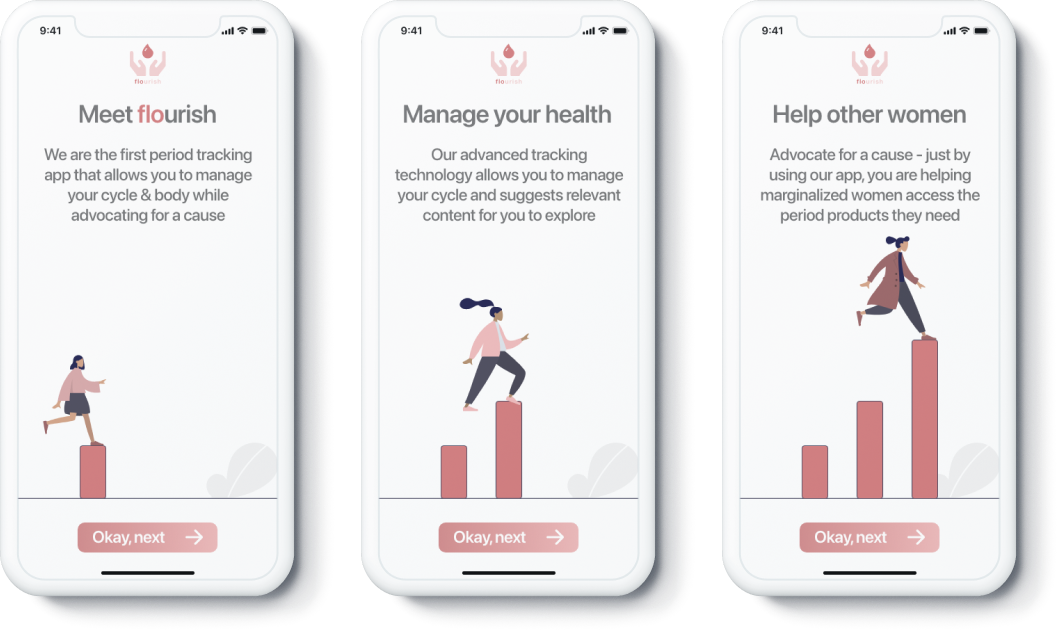 9:41
flourish
Meet flourish
We are the first period tracking
app that allows you to manage
your cycle & body while
advocating for a cause
Okay, next
9:41
flourish
Manage your health
Our advanced tracking
technology allows you to manage
your cycle and suggests relevant
content for you to explore
Okay, next
9:41
flourish
Help other women
Advocate for a cause - just by
using our app, you are helping
marginalized women access the
period products they need
Okay, next